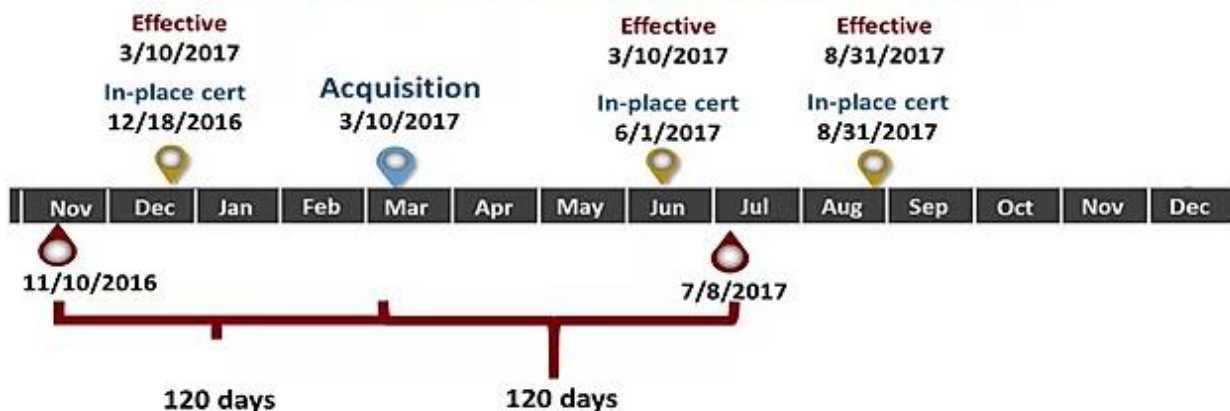 Effective
3/10/2017
In-place cert
12/18/2016
Acquisition
3/10/2017
Effective
3/10/2017
In-place cert
6/1/2017
Effective
8/31/2017
In-place cert
8/31/2017
Nov Dec Jan Feb Mar Apr May Jun Jul Aug Sep Oct Nov Dec
11/10/2016
7/8/2017
120 days
120 days